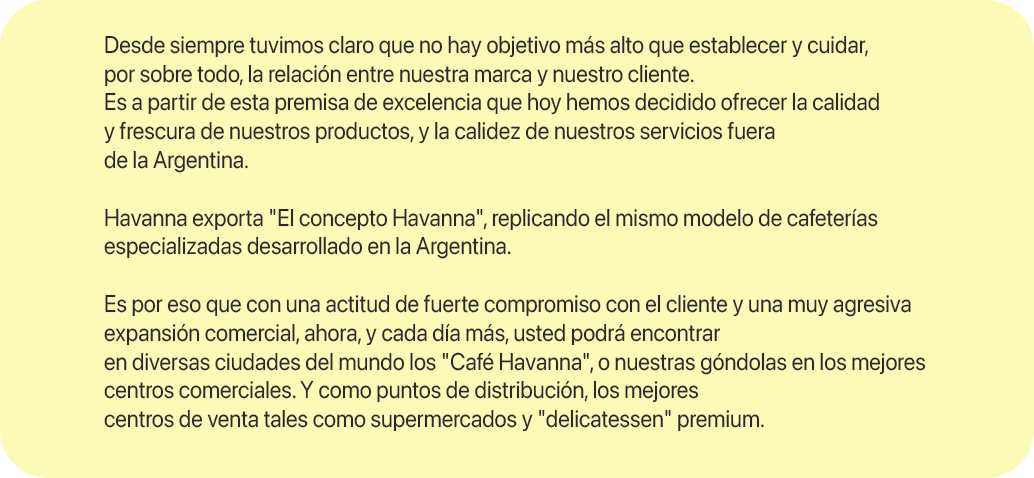 Desde siempre tuvimos claro que no hay objetivo más alto que establecer y cuidar,
por sobre todo, la relación entre nuestra marca y nuestro cliente.
Es a partir de esta premisa de excelencia que hoy hemos decidido ofrecer la calidad
y frescura de nuestros productos, y la calidez de nuestros servicios fuera
de la Argentina.
Havanna exporta "El concepto Havanna", replicando el mismo modelo de cafeterías
especializadas desarrollado en la Argentina.
Es por eso que con una actitud de fuerte compromiso con el cliente y una muy agresiva
expansión comercial, ahora, y cada día más, usted podrá encontrar
en diversas ciudades del mundo los "Café Havanna", o nuestras góndolas en los mejores
centros comerciales. Y como puntos de distribución, los mejores
centros de venta tales como supermercados y "delicatessen" premium.